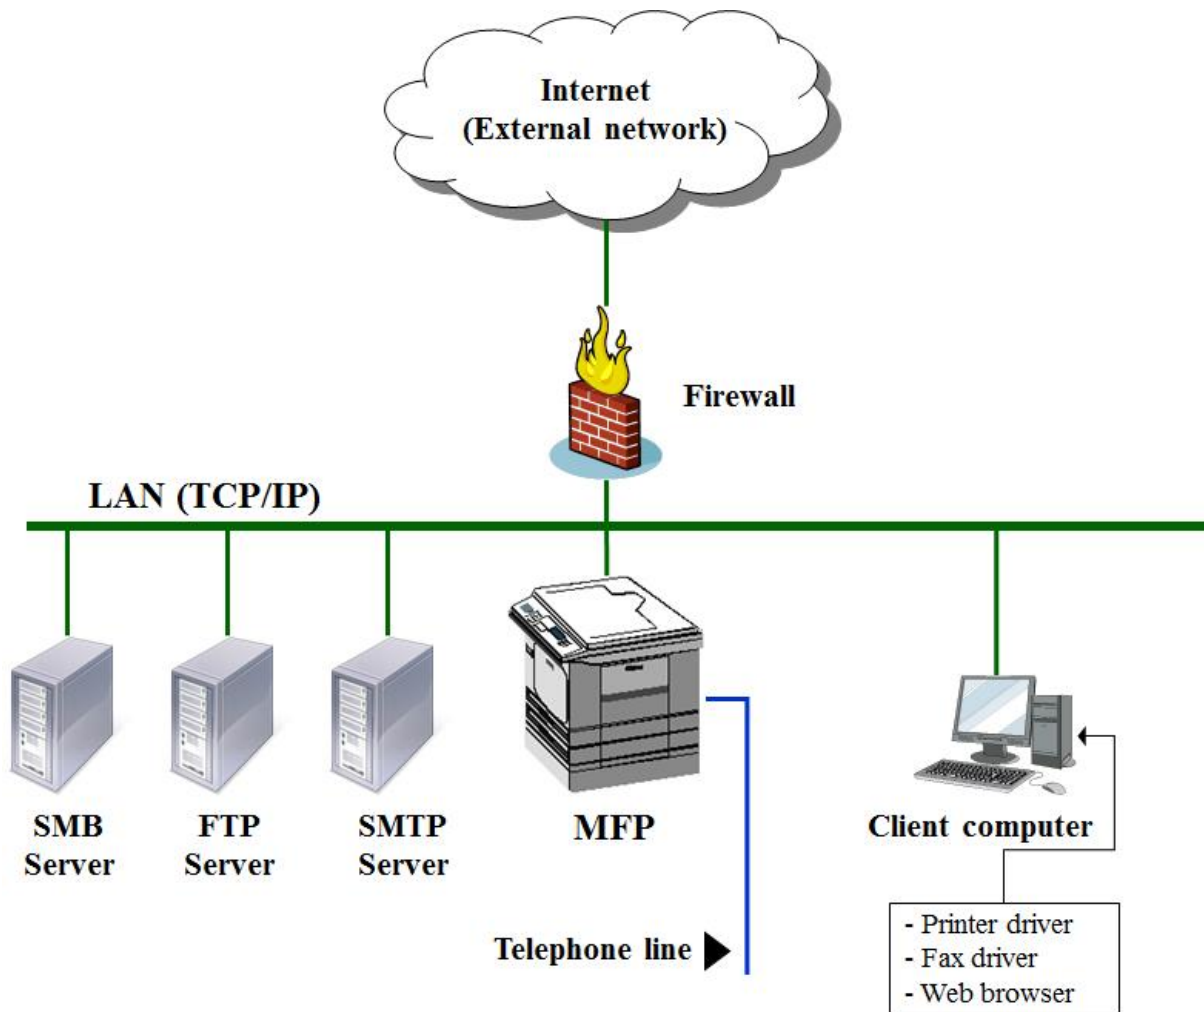 Internet
(External network)
Firewall
LAN (TCP/IP)
SMB
Server
FTP
Server
SMTP
Server
MFP
Client computer
Telephone line
- Printer driver
- Fax driver
- Web browser